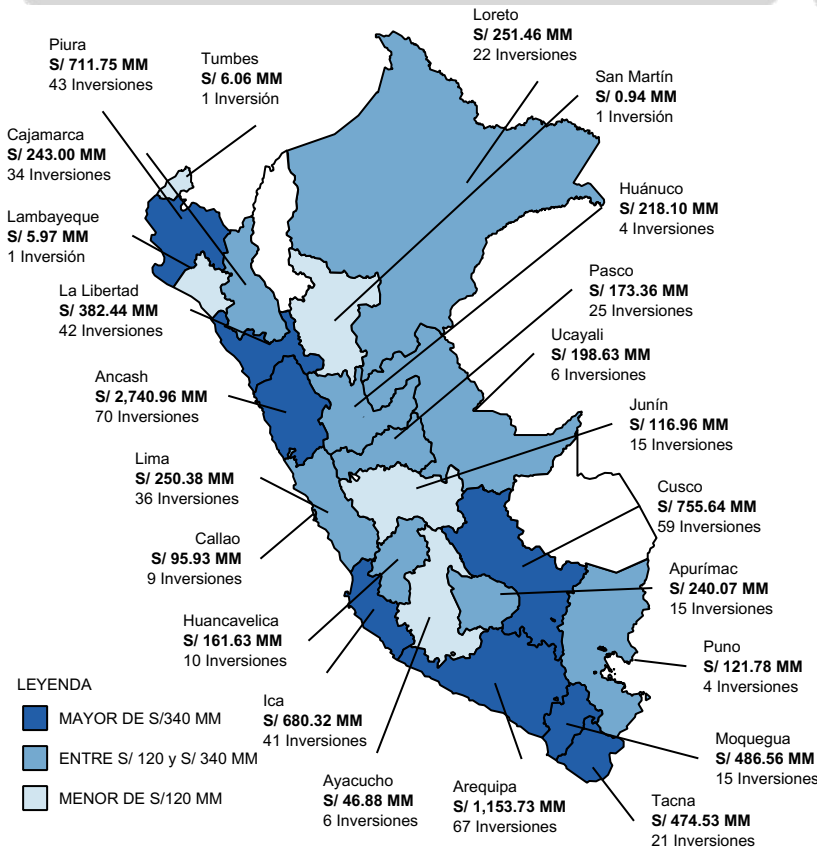 Piura
S/ 711.75 MM
43 Inversiones
Tumbes
S/ 6.06 MM
1 Inversión
Loreto
S/ 251.46 MM
22 Inversiones
San Martín
S/ 0.94 MM
1 Inversión
Cajamarca
S/ 243.00 MM
34 Inversiones
Huánuco
S/ 218.10 MM
4 Inversiones
Lambayeque
S/ 5.97 MM
1 Inversión
Pasco
S/ 173.36 MM
25 Inversiones
La Libertad
S/ 382.44 MM
42 Inversiones
Ucayali
S/ 198.63 MM
6 Inversiones
Ancash
S/ 2,740.96 MM
70 Inversiones
Junín
S/ 116.96 MM
15 Inversiones
Lima
S/ 250.38 MM
36 Inversiones
Cusco
S/ 755.64 MM
59 Inversiones
Callao
S/ 95.93 MM
9 Inversiones
Apurímac
S/ 240.07 MM
15 Inversiones
Huancavelica
S/ 161.63 MM
10 Inversiones
Puno
S/ 121.78 MM
4 Inversiones
LEYENDA
MAYOR DE S/340 MM
ENTRE S/ 120 y S/ 340 MM
MENOR DE S/120 MM
Ica
S/ 680.32 MM
41 Inversiones
Moquegua
S/ 486.56 MM
15 Inversiones
Ayacucho
S/ 46.88 MM
6 Inversiones
Arequipa
S/ 1,153.73 MM
67 Inversiones
Tacna
S/ 474.53 MM
21 Inversiones